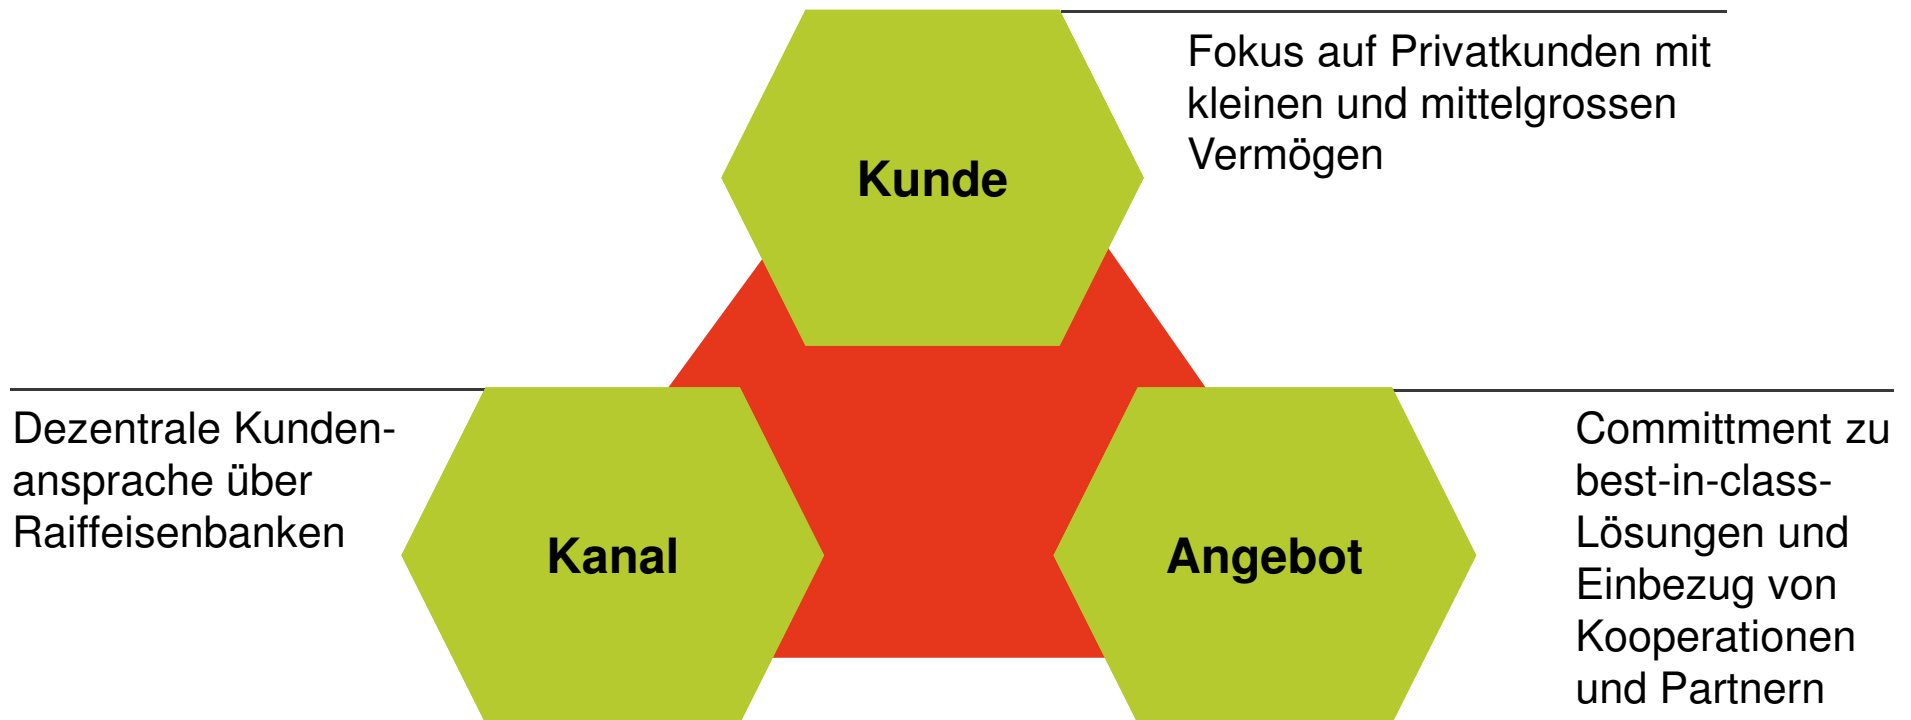 Kunde
Fokus auf Privatkunden mit
kleinen und mittelgrossen
Vermögen
Dezentrale Kunden-
ansprache über
Raiffeisenbanken
Kanal
Angebot
Committment zu
best-in-class-
Lösungen und
Einbezug von
Kooperationen
und Partnern